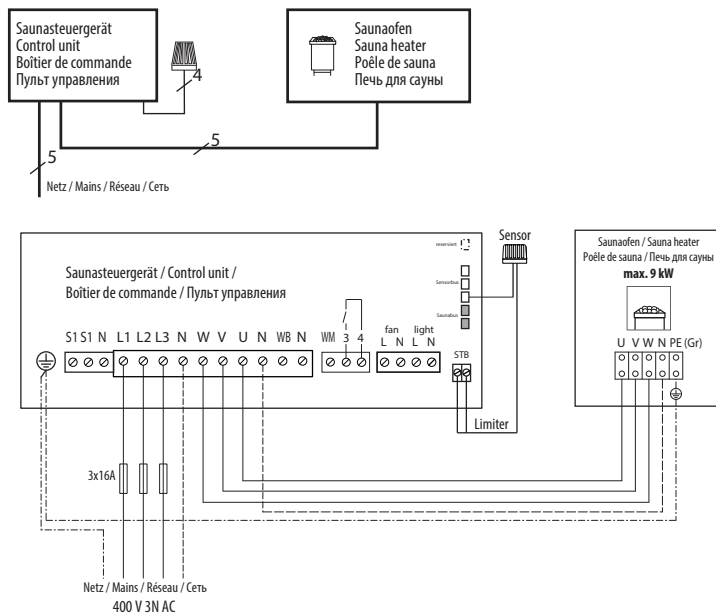 Saunasteuergerät
Control unit
Boîtier de commande
Пульт управления
4
Saunaofen
Sauna heater
Poêle de sauna
Печь для сауны
5
5
Netz / Mains / Réseau / Сеть
reserviert
Sensor
Sensorbus
Saunabus
Saunasteuergerät / Control unit /
Boîtier de commande / Пульт управления
S1 S1 N L1 L2 L3 N W V U N WB N WM 3 4
fan light
L N L N
STB
Limiter
Saunaofen / Sauna heater
Poêle de sauna / Печь для сауны
max. 9 kW
U V W N PE (Gr)
3x16A
Netz / Mains / Réseau / Сеть
400 V 3N AC